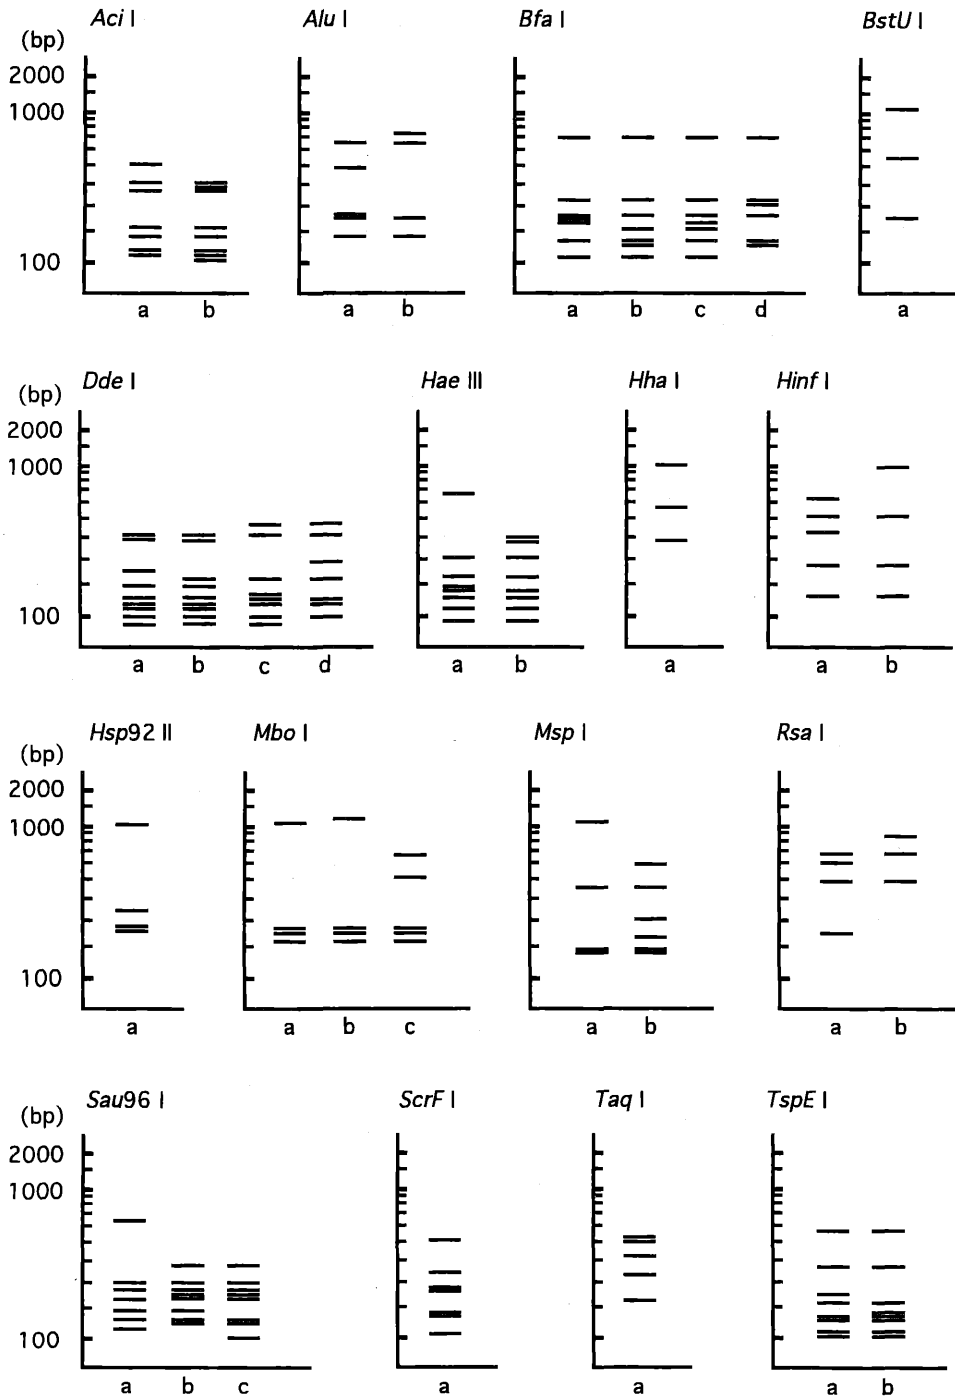 Aci I Alu I Bfa I BstU I
(bp)
2000
1000
100
a b a b a b c d a
Dde I Hae III Hha I Hinf I
(bp)
2000
1000
100
a b c d a b a a b
Hsp92 II Mbo I Msp I Rsa I
(bp)
2000
1000
100
a a b c a b a b
Sau96 I ScrF I Taq I TspE I
(bp)
2000
1000
100
a b c a a a b